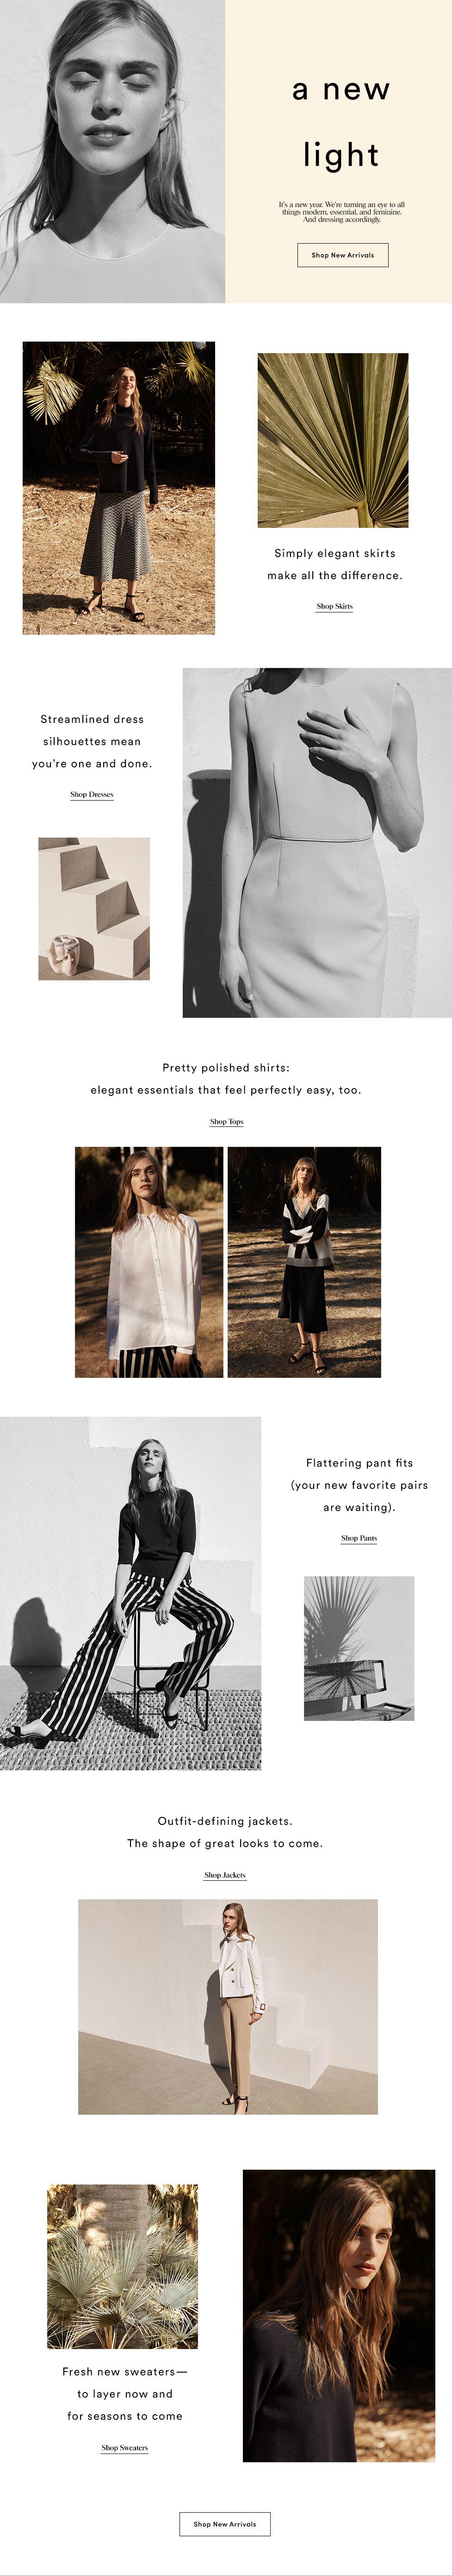 a new
light
It's a new year. We're turning an eye to all
things modern, essential, and feminine.
And dressing accordingly.
Shop New Arrivals
Simply elegant skirts
make all the difference.
Shop Skirts
Streamlined dress
silhouettes mean
you're one and done.
Shop Dresses
Pretty polished shirts:
elegant essentials that feel perfectly easy, too.
Shop Tops
Flattering pant fits
(your new favorite pairs
are waiting).
Shop Pants
Outfit-defining jackets.
The shape of great looks to come.
Shop Jackets
Fresh new sweaters—
to layer now and
for seasons to come
Shop Sweaters
Shop New Arrivals